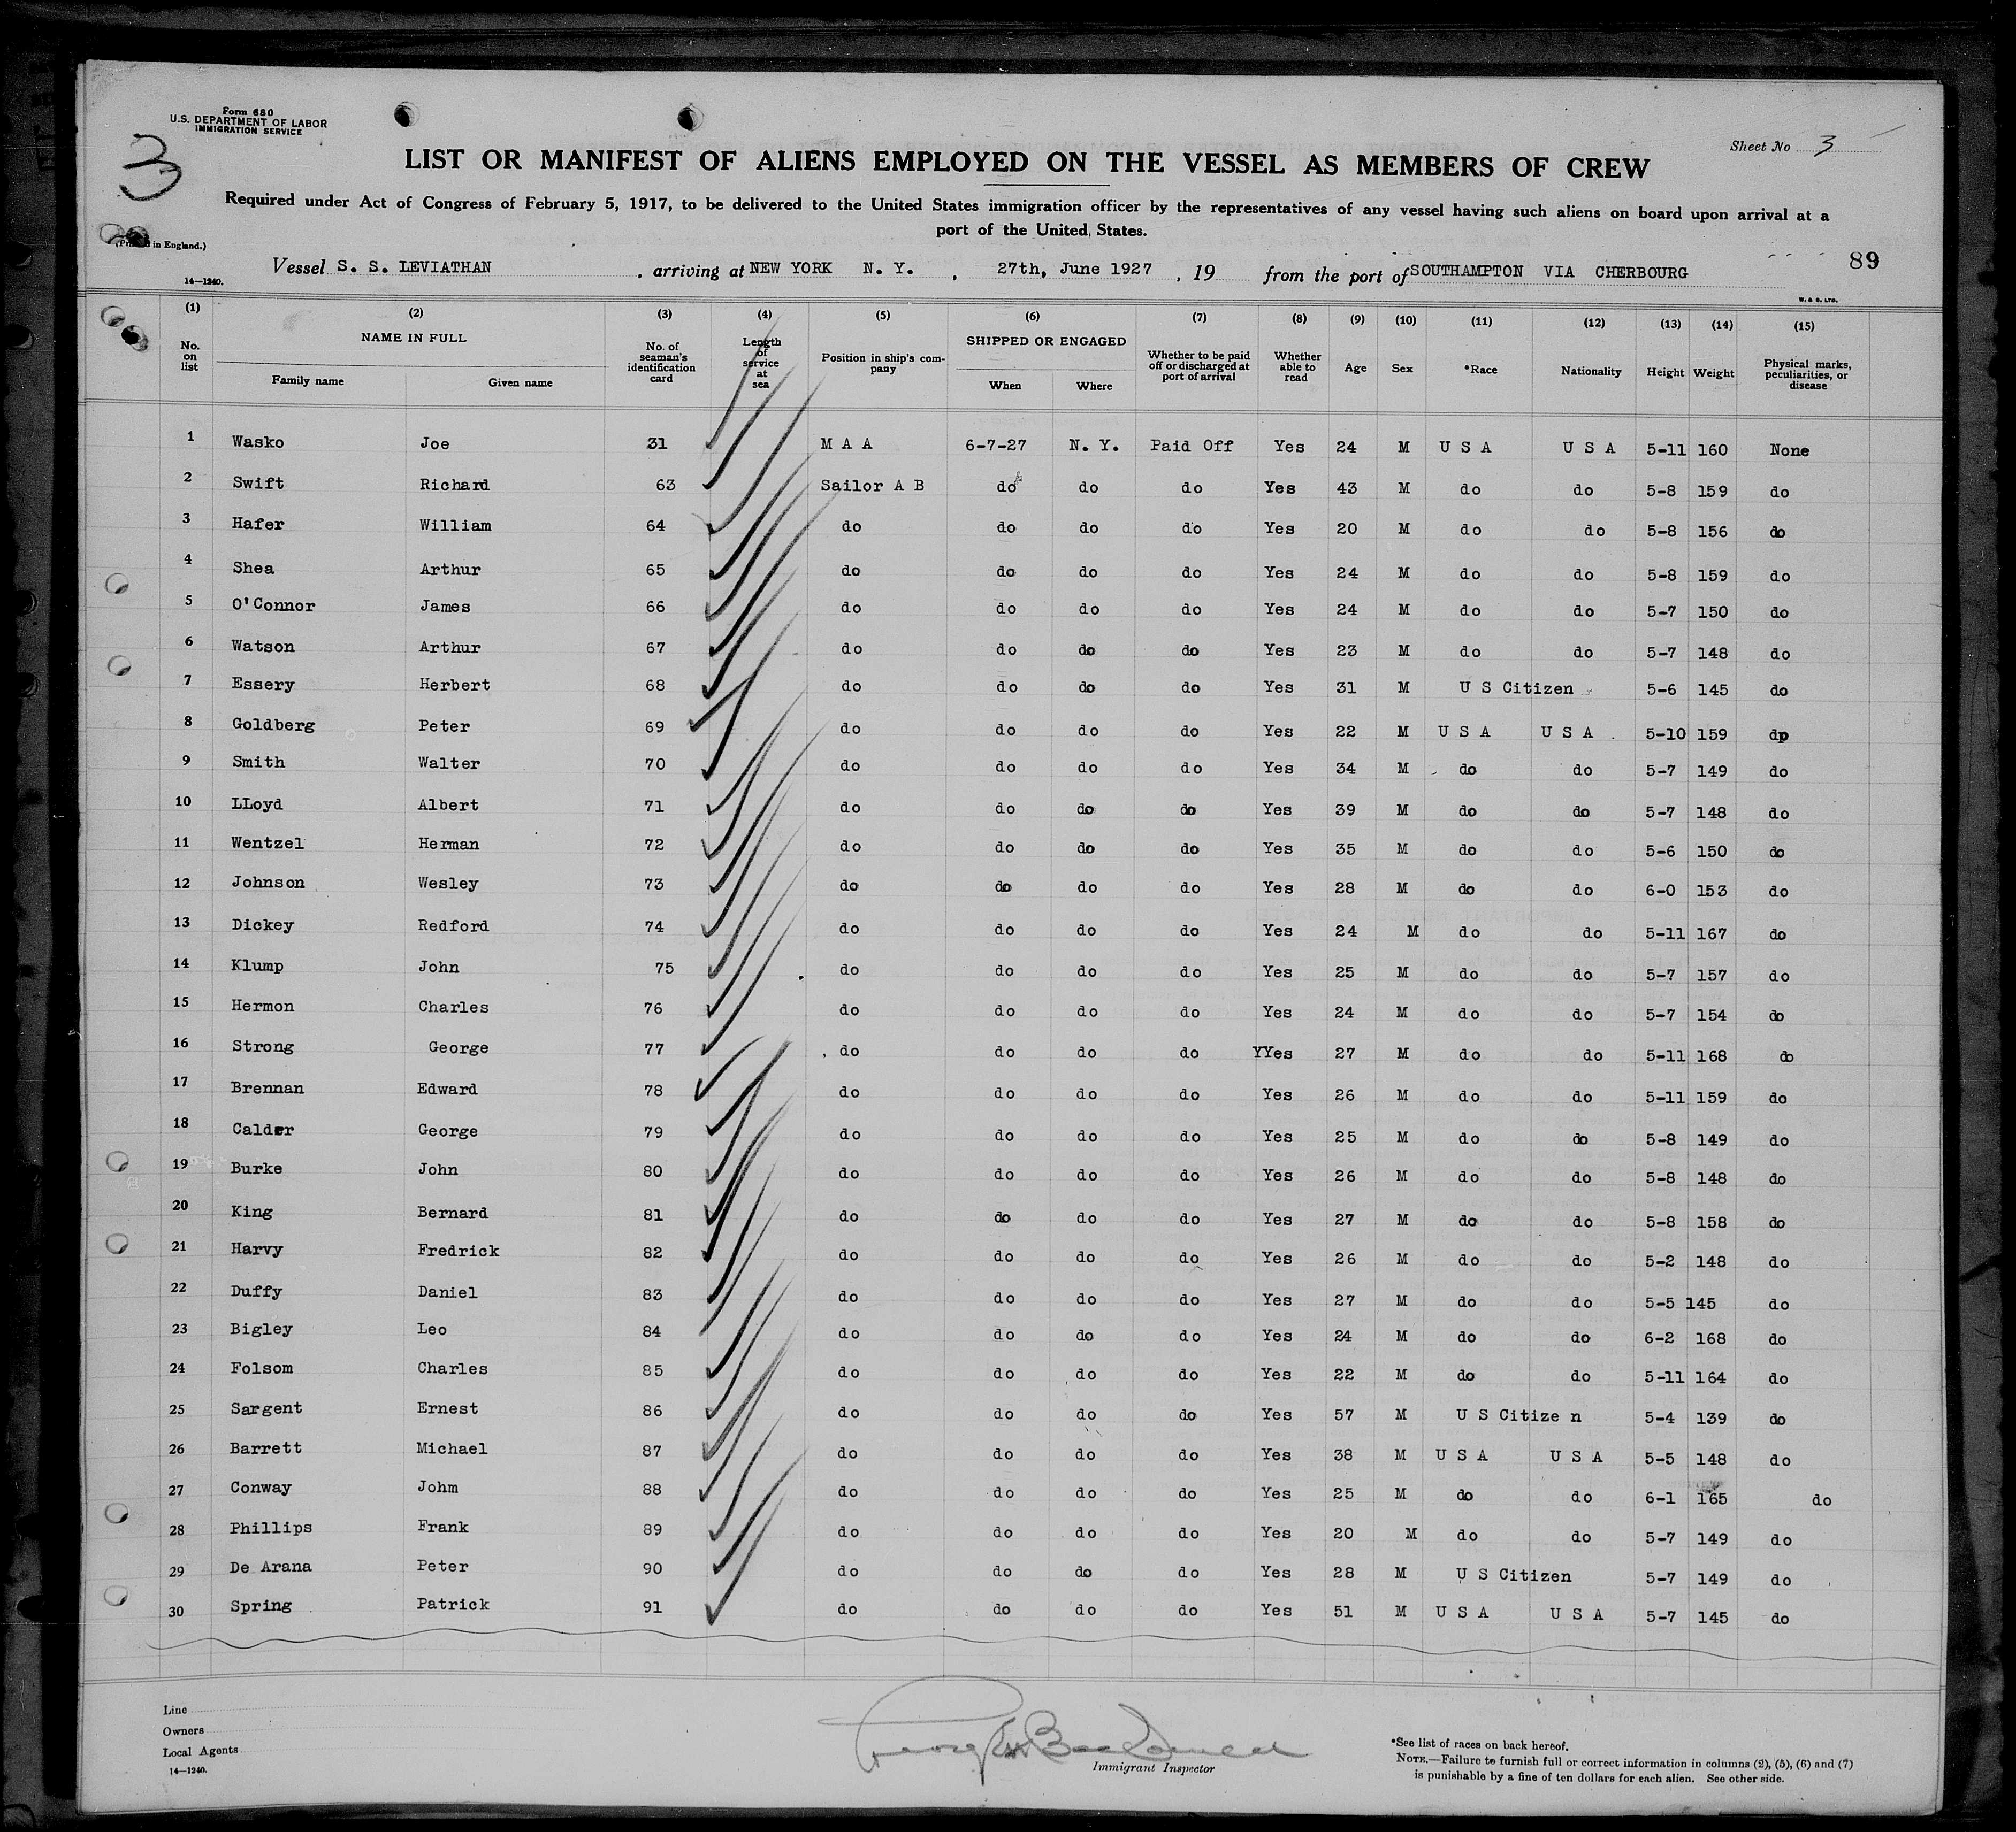 Form 680
U.S. DEPARTMENT OF LABOR
IMMIGRATION SERVICE
3
Sheet No 3
LIST OR MANIFEST OF ALIENS EMPLOYED ON THE VESSEL AS MEMBERS OF CREW
Required under Act of Congress of February 5, 1917, to be delivered to the United States immigration officer by the representatives of any vessel having such aliens on board upon arrival at a
port of the United States.
(Printed in England.)
89
Vessel S. S. LEVIATHAN , arriving at NEW YORK N. Y. , 27th, June 1927 , 19 from the port of SOUTHAMPTON VIA CHERBOURG
14—1240.
W. & S. LTD.
(1) (2) (3) (4) (5) (6) (7) (8) (9) (10) (11) (12) (13) (14) (15)
No. on list NAME IN FULL Family name Given name No. of seaman's identification card Length of service at sea Position in ship's company SHIPPED OR ENGAGED When Where Whether to be paid off or discharged at port of arrival Whether able to read Age Sex *Race Nationality Height Weight Physical marks, peculiarities, or disease
1 Wasko Joe 31 M A A 6-7-27 N. Y. Paid Off Yes 24 M U S A U S A 5-11 160 None
2 Swift Richard 63 Sailor A B do do do Yes 43 M do do 5-8 159 do
3 Hafer William 64 do do do do Yes 20 M do do 5-8 156 do
4 Shea Arthur 65 do do do do Yes 24 M do do 5-8 159 do
5 O'Connor James 66 do do do do Yes 24 M do do 5-7 150 do
6 Watson Arthur 67 do do do do Yes 23 M do do 5-7 148 do
7 Essery Herbert 68 do do do do Yes 31 M U S Citizen 5-6 145 do
8 Goldberg Peter 69 do do do do Yes 22 M U S A U S A . 5-10 159 dp
9 Smith Walter 70 do do do do Yes 34 M do do 5-7 149 do
10 LLoyd Albert 71 do do do do Yes 39 M do do 5-7 148 do
11 Wentzel Herman 72 do do do do Yes 35 M do do 5-6 150 do
12 Johnson Wesley 73 do do do do Yes 28 M do do 6-0 153 do
13 Dickey Redford 74 do do do do Yes 24 M do do 5-11 167 do
14 Klump John 75 do do do do Yes 25 M do do 5-7 157 do
15 Hermon Charles 76 do do do do Yes 24 M do do 5-7 154 do
16 Strong George 77 do do do do YYes 27 M do do 5-11 168 do
17 Brennan Edward 78 do do do do Yes 26 M do do 5-11 159 do
18 Calder George 79 do do do do Yes 25 M do do 5-8 149 do
19 Burke John 80 do do do do Yes 26 M do do 5-8 148 do
20 King Bernard 81 do do do do Yes 27 M do do 5-8 158 do
21 Harvy Fredrick 82 do do do do Yes 26 M do do 5-2 148 do
22 Duffy Daniel 83 do do do do Yes 27 M do do 5-5 145 do
23 Bigley Leo 84 do do do do Yes 24 M do do 6-2 168 do
24 Folsom Charles 85 do do do do Yes 22 M do do 5-11 164 do
25 Sargent Ernest 86 do do do do Yes 57 M U S Citize n 5-4 139 do
26 Barrett Michael 87 do do do do Yes 38 M U S A U S A 5-5 148 do
27 Conway Johm 88 do do do do Yes 25 M do do 6-1 165 do
28 Phillips Frank 89 do do do do Yes 20 M do do 5-7 149 do
29 De Arana Peter 90 do do do do Yes 28 M U S Citizen 5-7 149 do
30 Spring Patrick 91 do do do do Yes 51 M U S A U S A 5-7 145 do
Line
Owners
Local Agents
14—1240.
Immigrant Inspector
*See list of races on back hereof.
NOTE.—Failure to furnish full or correct information in columns (2), (5), (6) and (7)
is punishable by a fine of ten dollars for each alien. See other side.